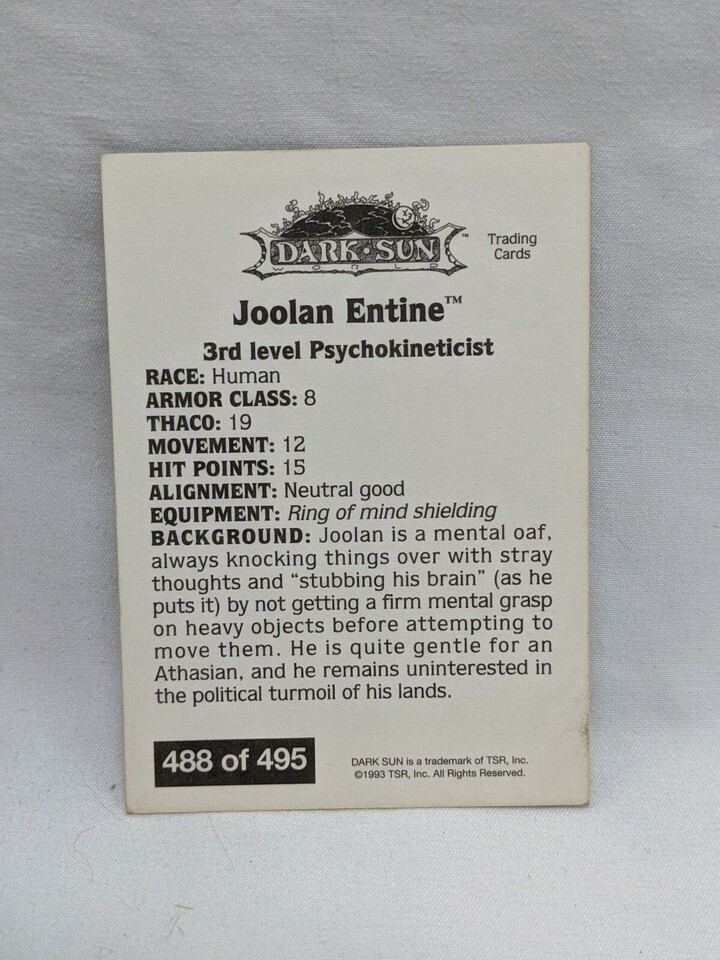 DARK•SUN™
WORLD
Trading
Cards
Joolan Entine™
3rd level Psychokineticist
RACE: Human
ARMOR CLASS: 8
THACO: 19
MOVEMENT: 12
HIT POINTS: 15
ALIGNMENT: Neutral good
EQUIPMENT: Ring of mind shielding
BACKGROUND: Joolan is a mental oaf,
always knocking things over with stray
thoughts and “stubbing his brain” (as he
puts it) by not getting a firm mental grasp
on heavy objects before attempting to
move them. He is quite gentle for an
Athasian, and he remains uninterested in
the political turmoil of his lands.
488 of 495
DARK SUN is a trademark of TSR, Inc.
©1993 TSR, Inc. All Rights Reserved.